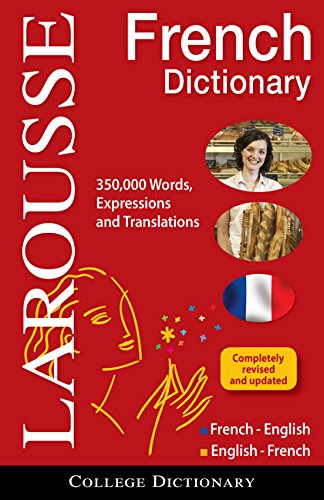 LAROUSSE
French
Dictionary
350,000 Words,
Expressions
and Translations
Completely
revised
and updated
French - English
English - French
COLLEGE DICTIONARY